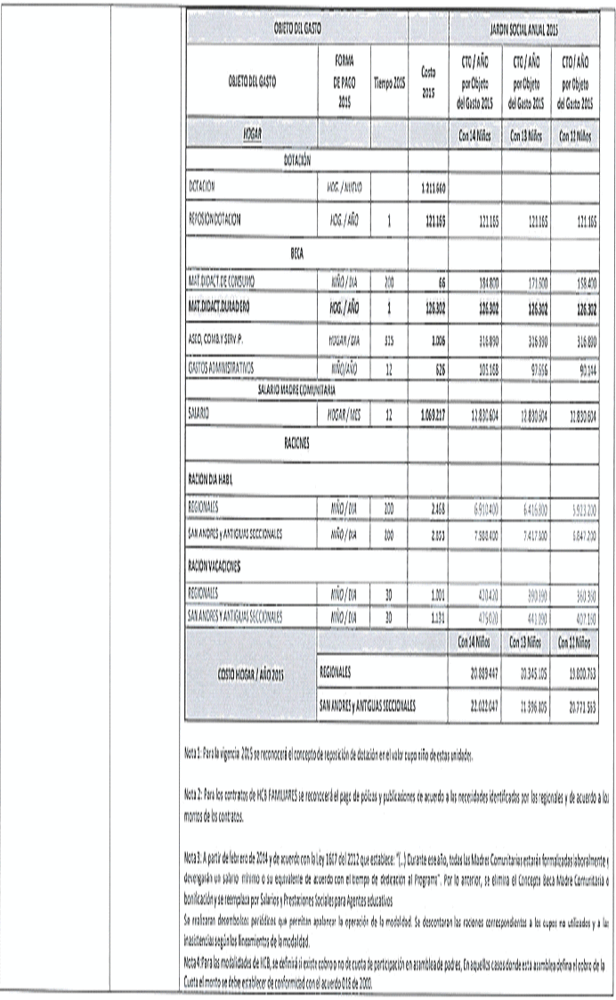 OBJETO DEL GASTO JARDIN SOCIAL ANUAL 2015
OBJETO DEL GASTO FORMA DE PAGO 2015 Tiempo 2015 Costo 2015 CTO / AÑO por Objeto del Gasto 2015 CTO / AÑO por Objeto del Gasto 2015 CTO / AÑO por Objeto del Gasto 2015
HOGAR Con 14 Niños Con 13 Niños Con 12 Niños
DOTACIÓN
DOTACION HOG. / NUEVO 1.211.660
REPOSION DOTACION HOG. / AÑO 1 121.165 121.165 121.165 121.165
BECA
MAT. DIDACT. DE CONSUMO NIÑO / DIA 200 66 184.800 171.600 158.400
MAT. DIDACT. DURADERO HOG. / AÑO 1 126.302 126.302 126.302 126.302
ASEO, COMB. Y SERV. P. HOGAR / DIA 315 1.006 316.890 316.890 316.890
GASTOS ADMINISTRATIVOS NIÑO/AÑO 12 626 105.168 97.656 90.144
SALARIO MADRE COMUNITARIA
SALARIO HOGAR / MES 12 1.069.217 12.830.604 12.830.604 12.830.604
RACIONES
RACION DIA HABIL
REGIONALES NIÑO / DIA 200 2.468 6.910.400 6.416.800 5.923.200
SAN ANDRES y ANTIGUAS SECCIONALES NIÑO / DIA 200 2.853 7.988.400 7.417.800 6.847.200
RACION VACACIONES
REGIONALES NIÑO / DIA 30 1.001 420.420 390.390 360.360
SAN ANDRES Y ANTIGUAS SECCIONALES NIÑO / DIA 30 1.131 475.020 441.090 407.160
Con 14 Niños Con 13 Niños Con 12 Niños
COSTO HOGAR / AÑO 2015 REGIONALES 20.889.447 20.345.105 19.800.763
SAN ANDRES y ANTIGUAS SECCIONALES 22.022.047 21.396.805 20.771.563
Nota 1: Para la vigencia 2015 se reconocerá el concepto de reposición de dotación en el valor cupo niño de estas unidades.
Nota 2: Para los contratos de HCB FAMILIARES se reconocerá el pago de pólizas y publicaciones de acuerdo a las necesidades identificadas por las regionales y de acuerdo a los
montos de los contratos.
Nota 3: A partir de febrero de 2014 y de acuerdo con la Ley 1607 del 2012 que establece: "(...) Durante ese año, todas las Madres Comunitarias estarán formalizadas laboralmente y
devengarán un salario mínimo o su equivalente de acuerdo con el tiempo de dedicación al Programa". Por lo anterior, se elimina el Concepto Beca Madre Comunitaria o
bonificación y se reemplaza por Salarios y Prestaciones Sociales para Agentes educativos
Se realizaran desembolsos periódicos que permitan apalancar la operación de la modalidad. Se descontaran las raciones correspondientes a los cupos no utilizados y a las
inasistencias según los lineamientos de la modalidad.
Nota 4: Para las modalidades de HCB, se definirá si existe cobro o no de cuota de participación en asamblea de padres, En aquellos casos donde esta asamblea defina el cobro de la
Cuota el monto se debe establecer de conformidad con el acuerdo 018 de 2000.